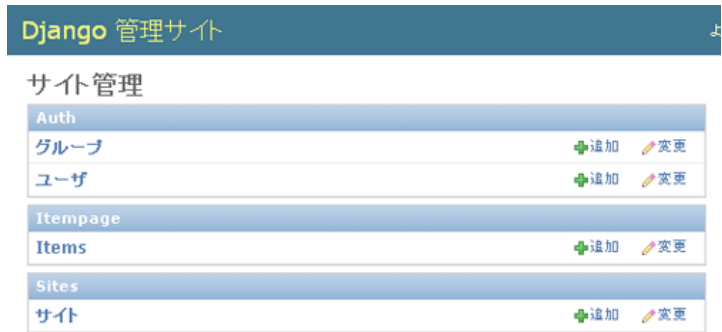 Django 管理サイト よ
サイト管理
Auth
グループ 追加 変更
ユーザ 追加 変更
Itempage
Items 追加 変更
Sites
サイト 追加 変更